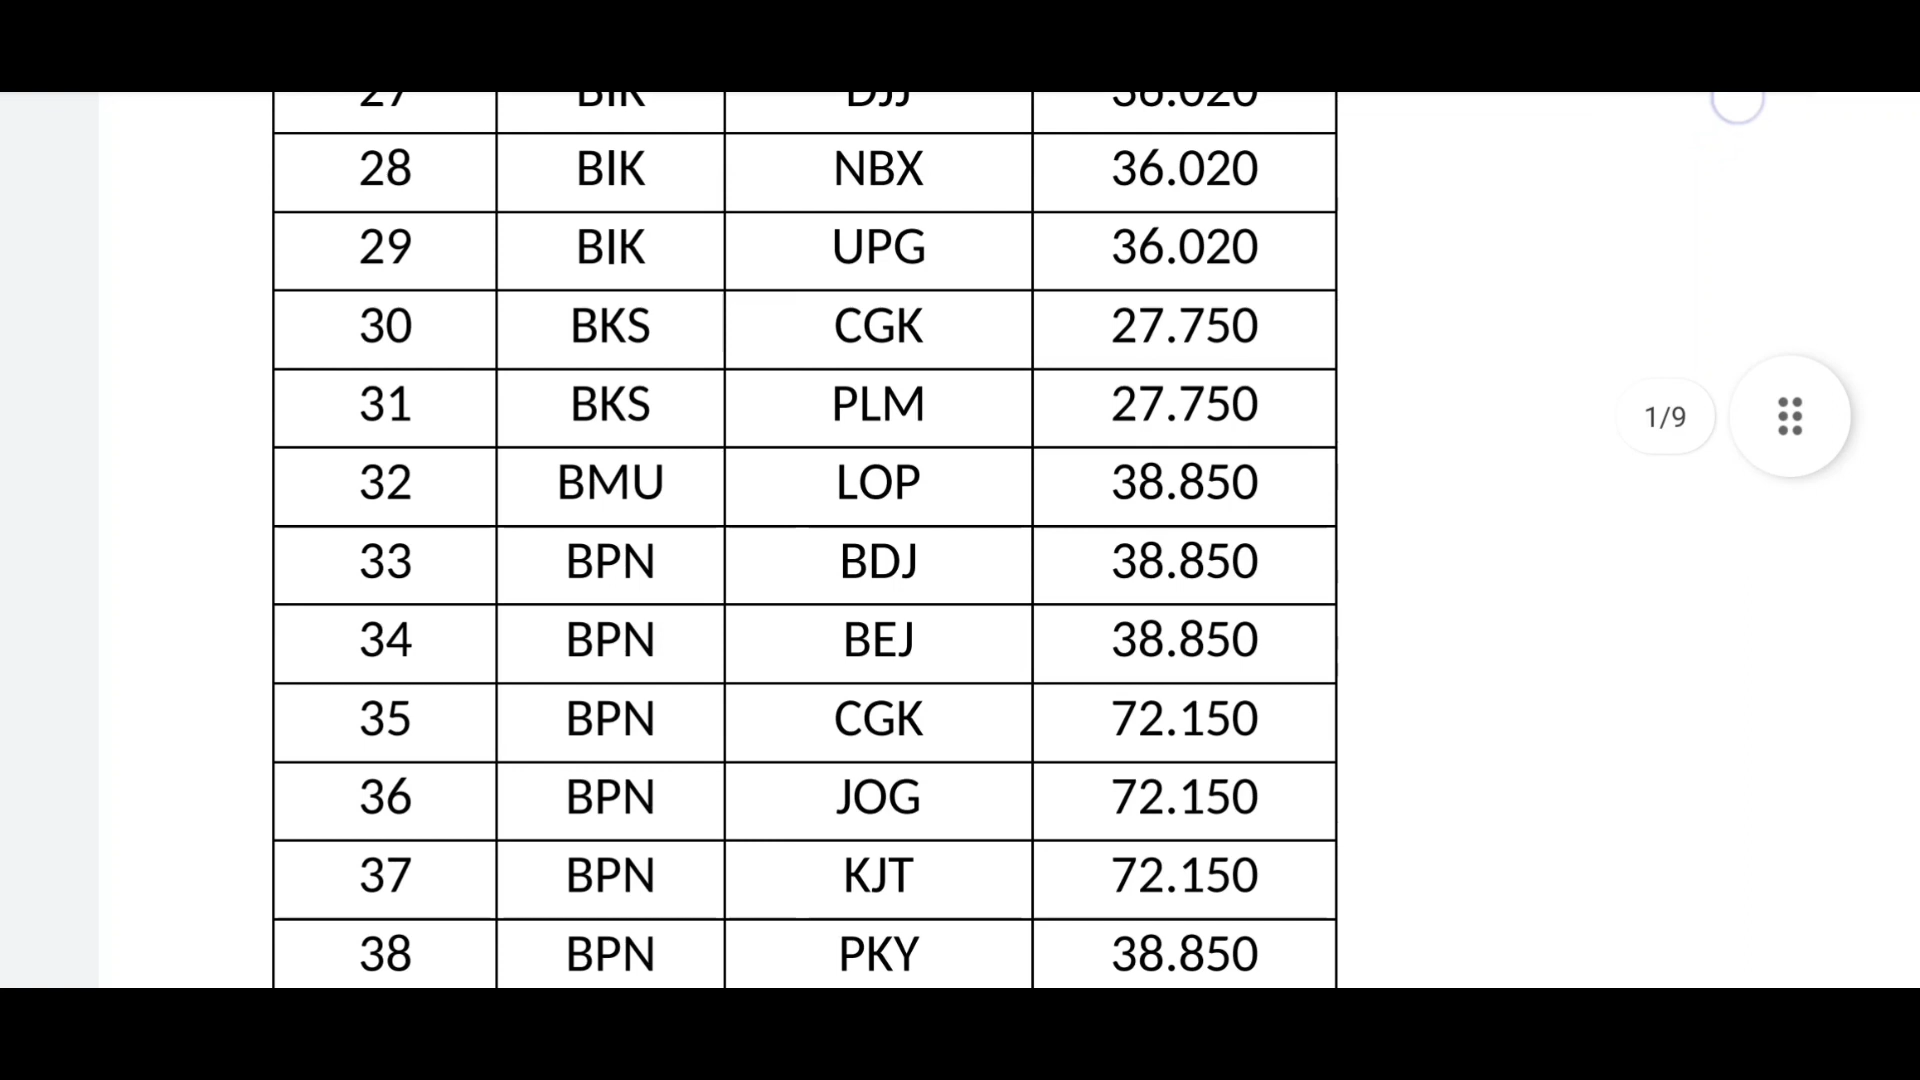 27 BIK DJJ 36.020
28 BIK NBX 36.020
29 BIK UPG 36.020
30 BKS CGK 27.750
31 BKS PLM 27.750
32 BMU LOP 38.850
33 BPN BDJ 38.850
34 BPN BEJ 38.850
35 BPN CGK 72.150
36 BPN JOG 72.150
37 BPN KJT 72.150
38 BPN PKY 38.850
1/9